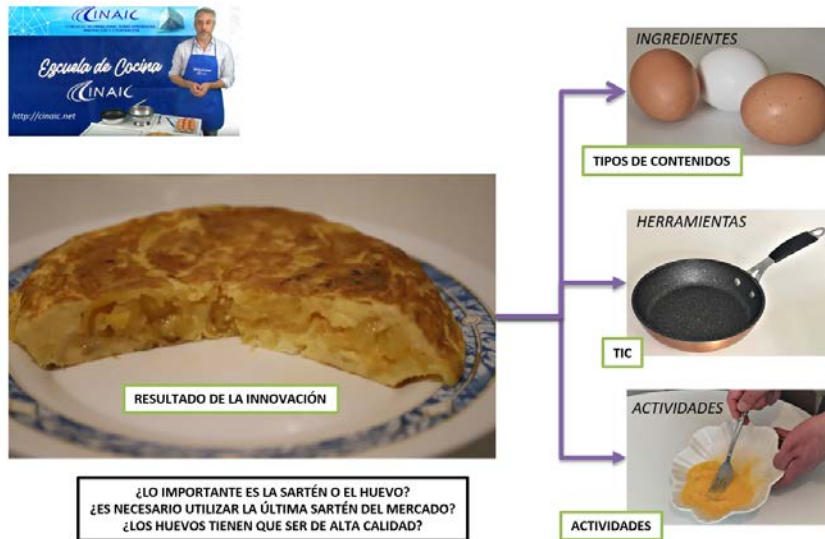 CINAIC
Escuela de Cocina
CINAIC
http://cinaic.net
INGREDIENTES
TIPOS DE CONTENIDOS
HERRAMIENTAS
TIC
RESULTADO DE LA INNOVACIÓN
ACTIVIDADES
ACTIVIDADES
¿LO IMPORTANTE ES LA SARTÉN O EL HUEVO?
¿ES NECESARIO UTILIZAR LA ÚLTIMA SARTÉN DEL MERCADO?
¿LOS HUEVOS TIENEN QUE SER DE ALTA CALIDAD?